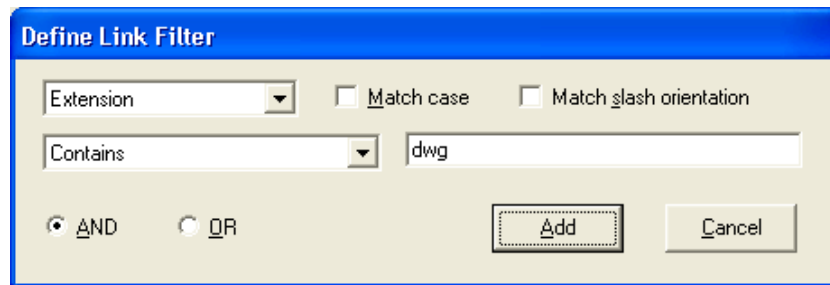 Define Link Filter
Extension Match case Match slash orientation
Contains dwg
AND OR Add Cancel